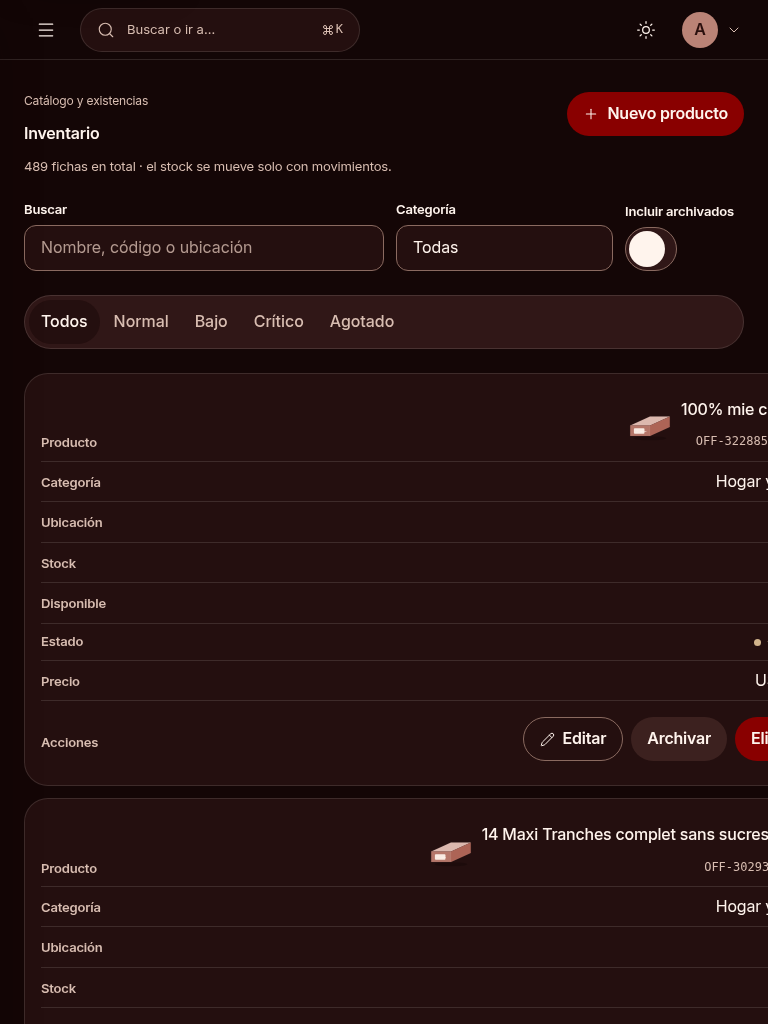 Buscar o ir a... ⌘K
A
Catálogo y existencias
Inventario
Nuevo producto
489 fichas en total · el stock se mueve solo con movimientos.
Buscar
Categoría
Incluir archivados
Nombre, código o ubicación
Todas
Todos Normal Bajo Crítico Agotado
100% mie c
OFF-322885
Producto
Categoría Hogar y
Ubicación
Stock
Disponible
Estado
Precio U
Acciones Editar Archivar Eli
14 Maxi Tranches complet sans sucres
OFF-30293
Producto
Categoría Hogar y
Ubicación
Stock